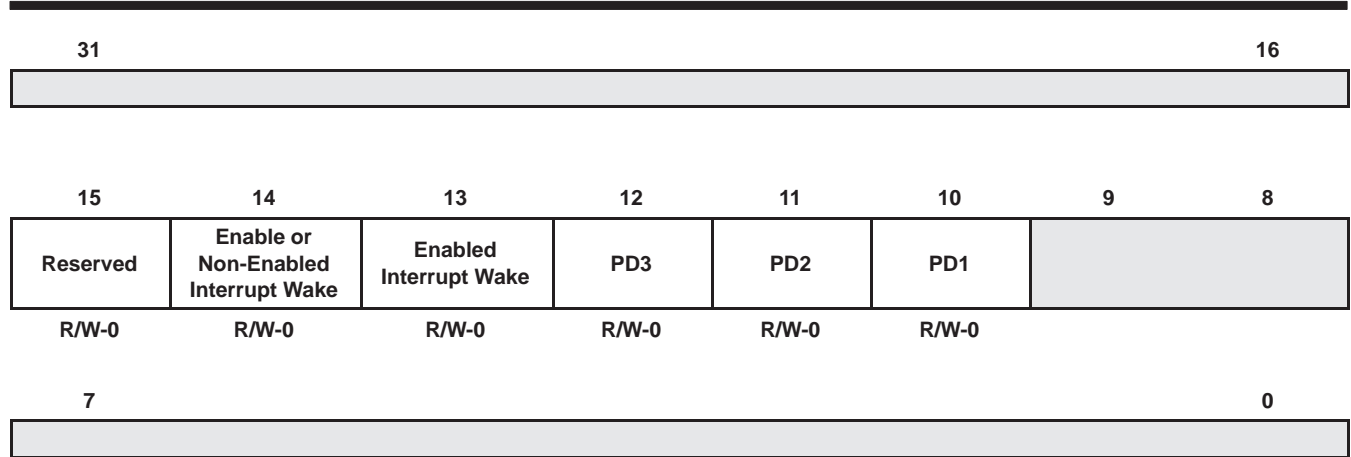 31 16
15 14 13 12 11 10 9 8
Reserved
Enable or
Non-Enabled
Interrupt Wake
Enabled
Interrupt Wake
PD3
PD2
PD1
R/W-0 R/W-0 R/W-0 R/W-0 R/W-0 R/W-0
7 0